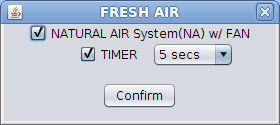 FRESH AIR
NATURAL AIR System(NA) w/ FAN
TIMER 5 secs
Confirm